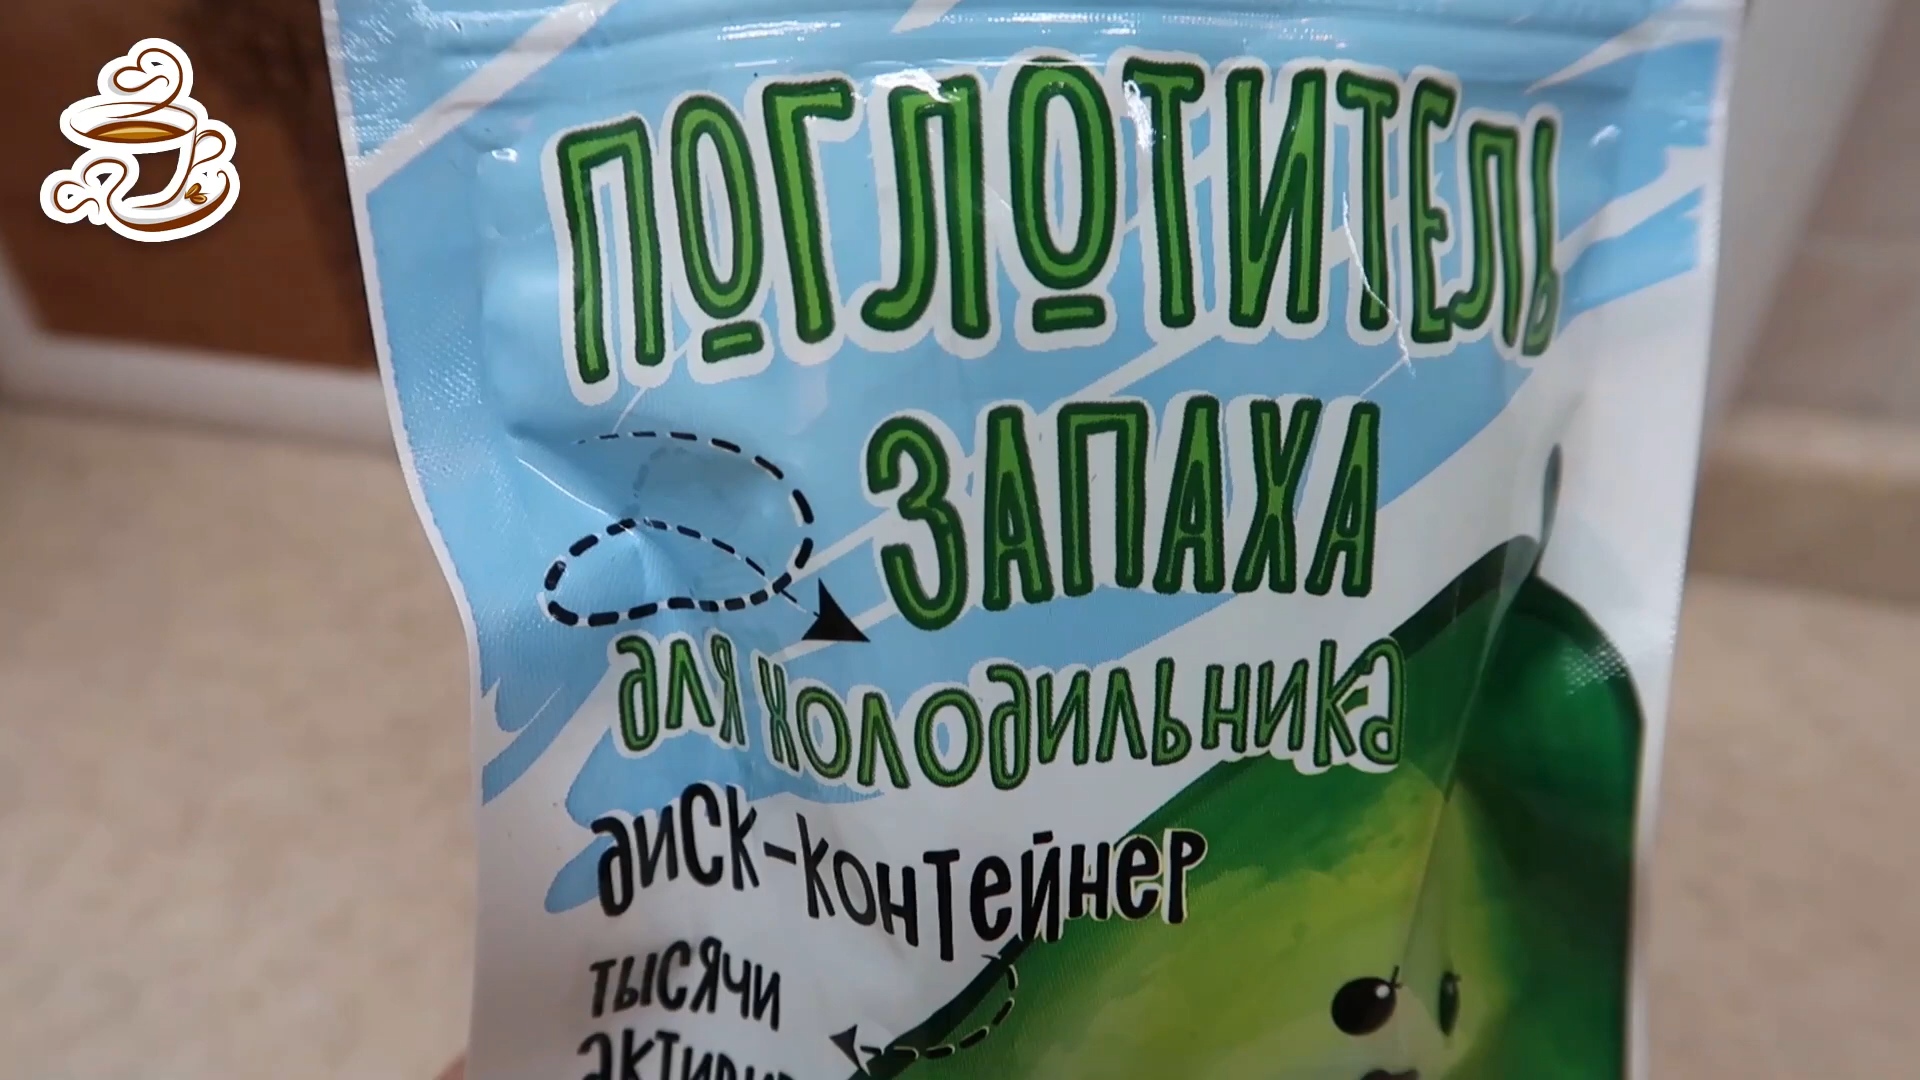 ПОГЛОТИТЕЛЬ
ЗАПАХА
для холодильника
диск-контейнер
тысячи